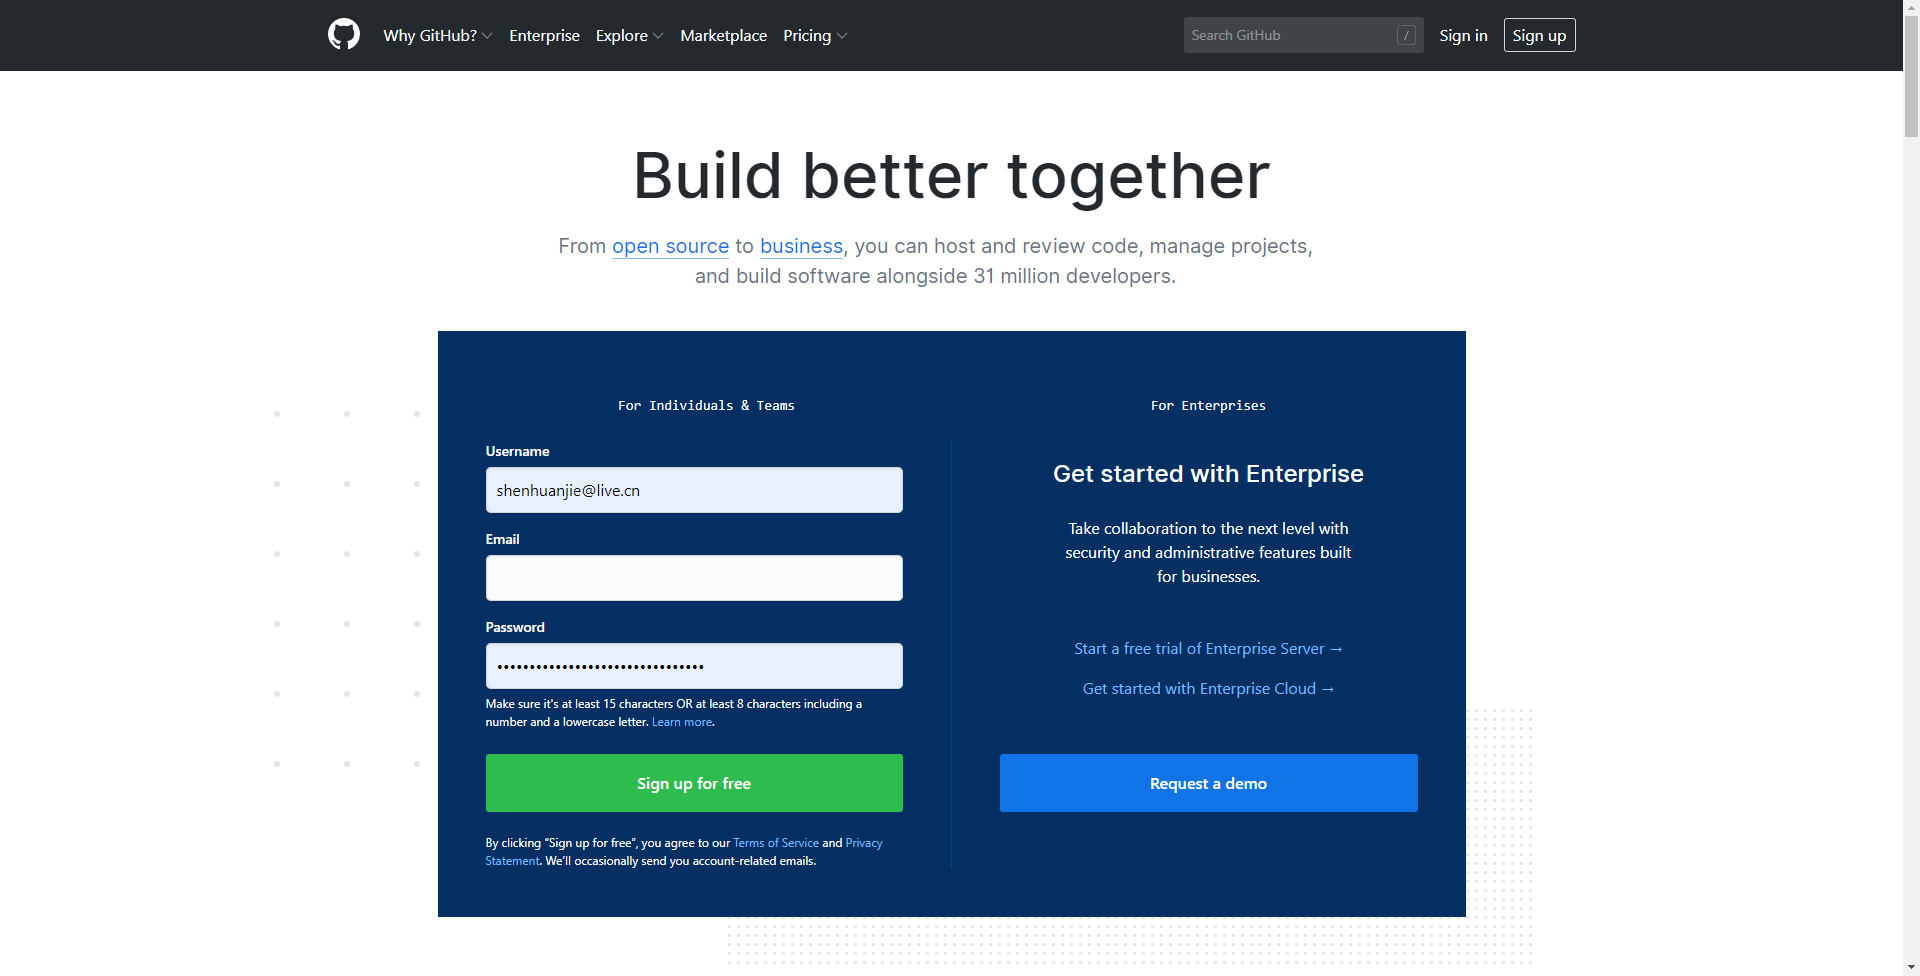 Why GitHub? Enterprise Explore Marketplace Pricing Search GitHub / Sign in Sign up
Build better together
From open source to business, you can host and review code, manage projects,
and build software alongside 31 million developers.
For Individuals & Teams
Username
shenhuanjie@live.cn
Email
Password
••••••••••••••••••••••••••••••••
Make sure it's at least 15 characters OR at least 8 characters including a
number and a lowercase letter. Learn more.
Sign up for free
By clicking “Sign up for free”, you agree to our Terms of Service and Privacy
Statement. We’ll occasionally send you account-related emails.
For Enterprises
Get started with Enterprise
Take collaboration to the next level with
security and administrative features built
for businesses.
Start a free trial of Enterprise Server →
Get started with Enterprise Cloud →
Request a demo